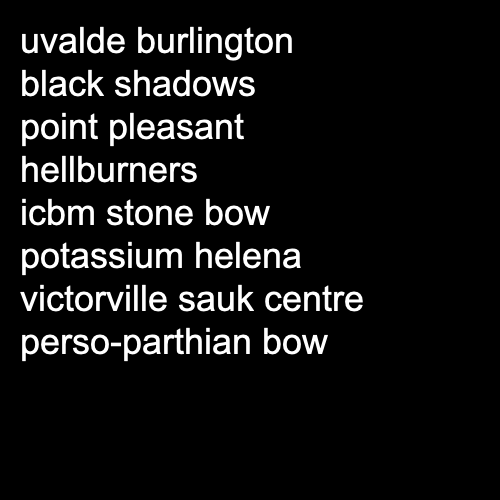 uvalde burlington
black shadows
point pleasant
hellburners
icbm stone bow
potassium helena
victorville sauk centre
perso-parthian bow